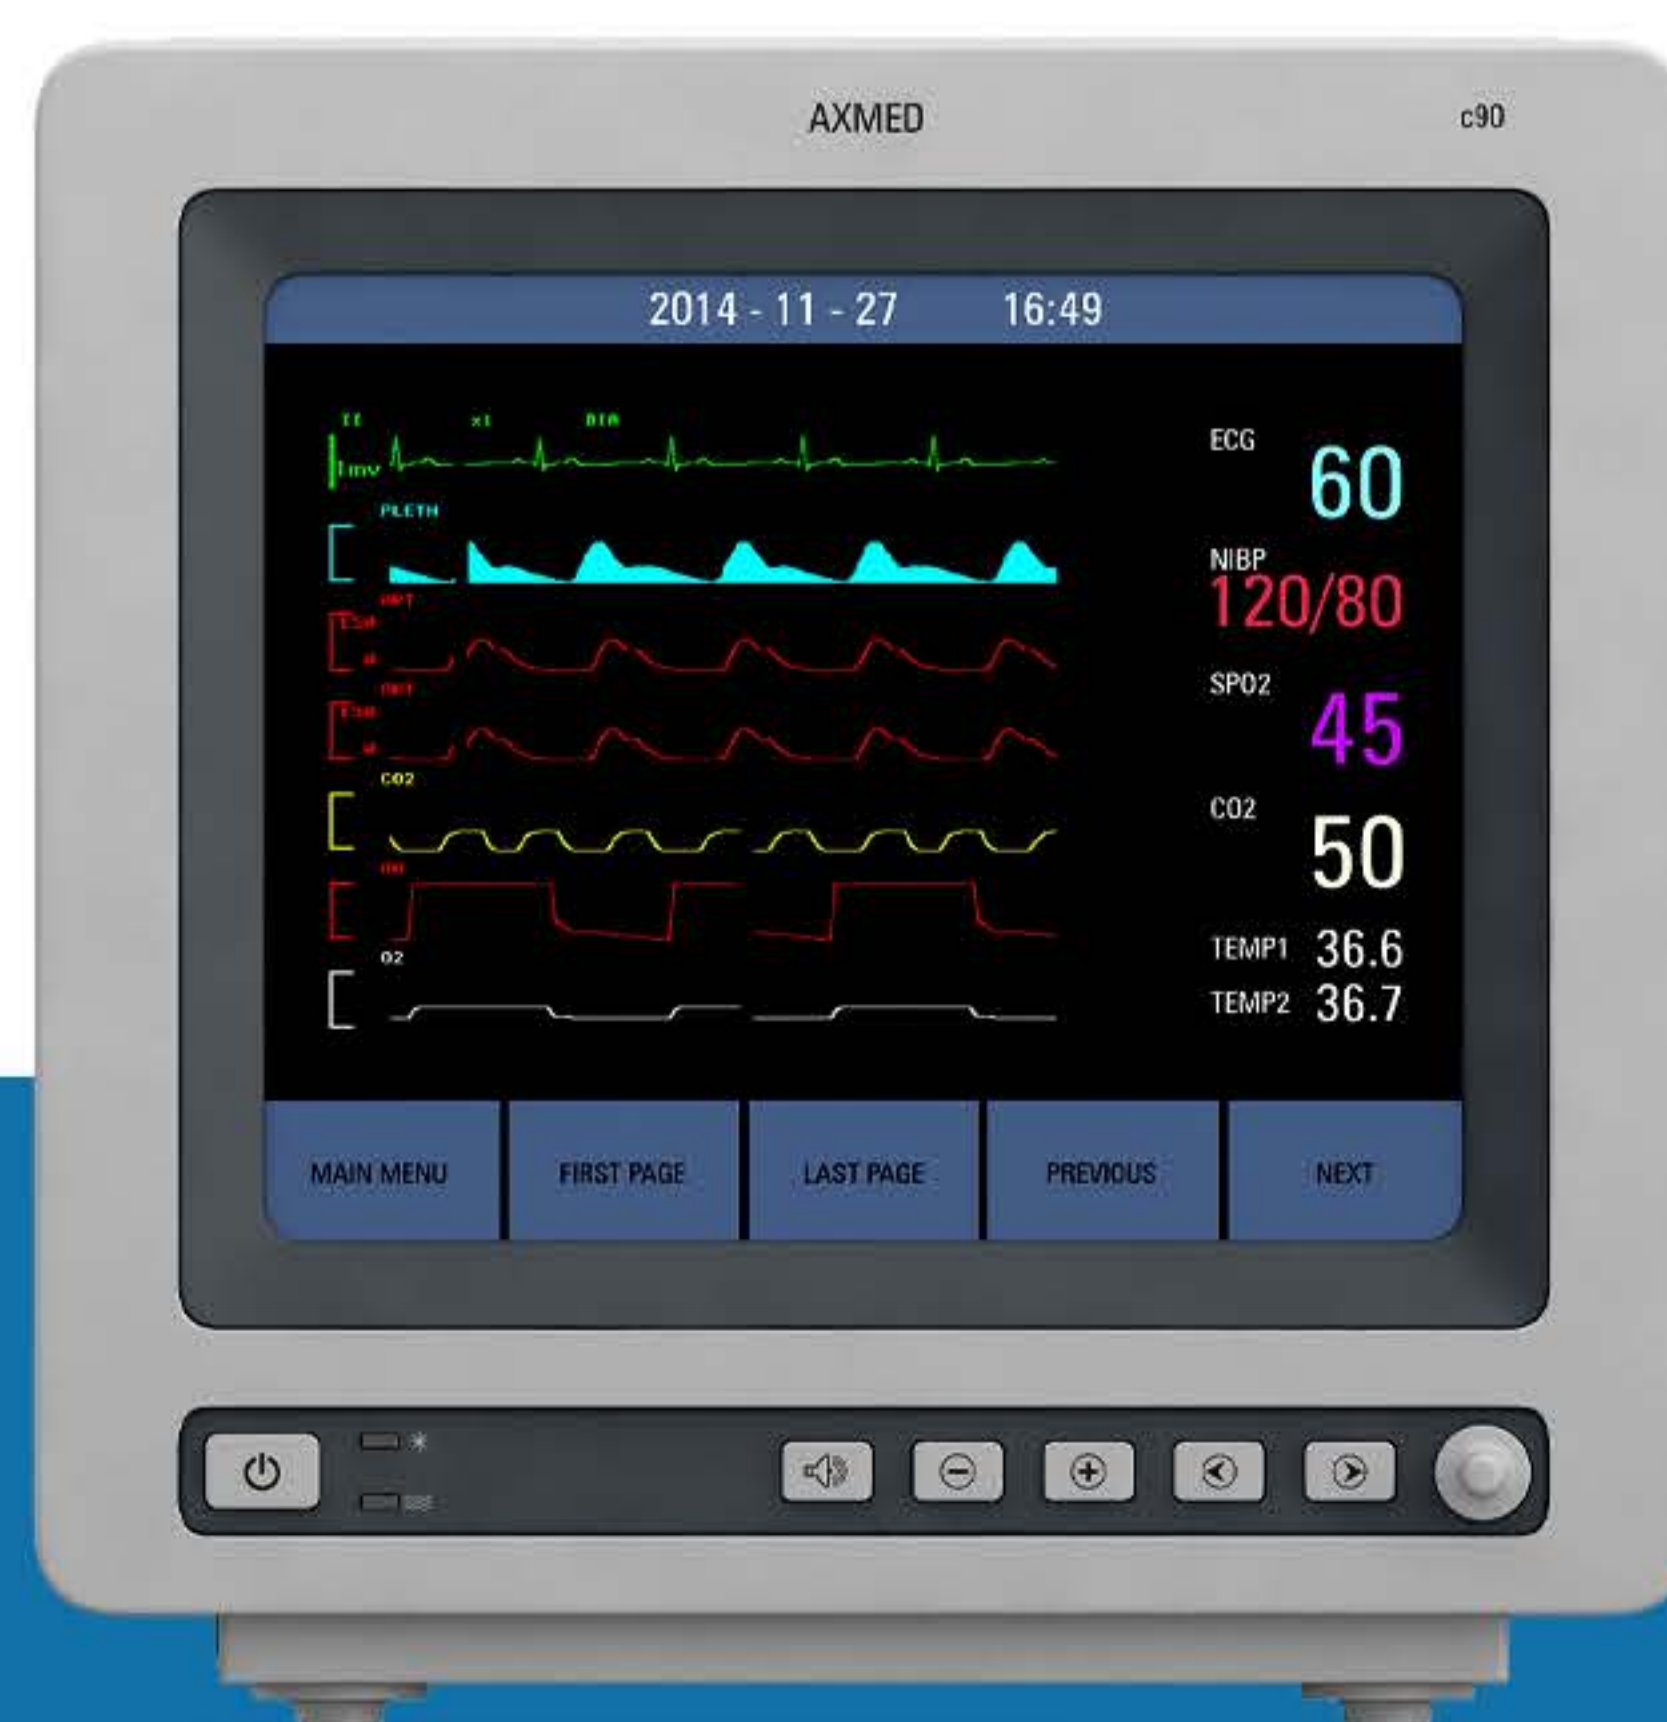 AXMED
c90
2014 - 11 - 27 16:49
II x1 DIA
1mv
PLETH
CO2
O2
ECG
60
NIBP
120/80
SPO2
45
CO2
50
TEMP1 36.6
TEMP2 36.7
MAIN MENU FIRST PAGE LAST PAGE PREVIOUS NEXT